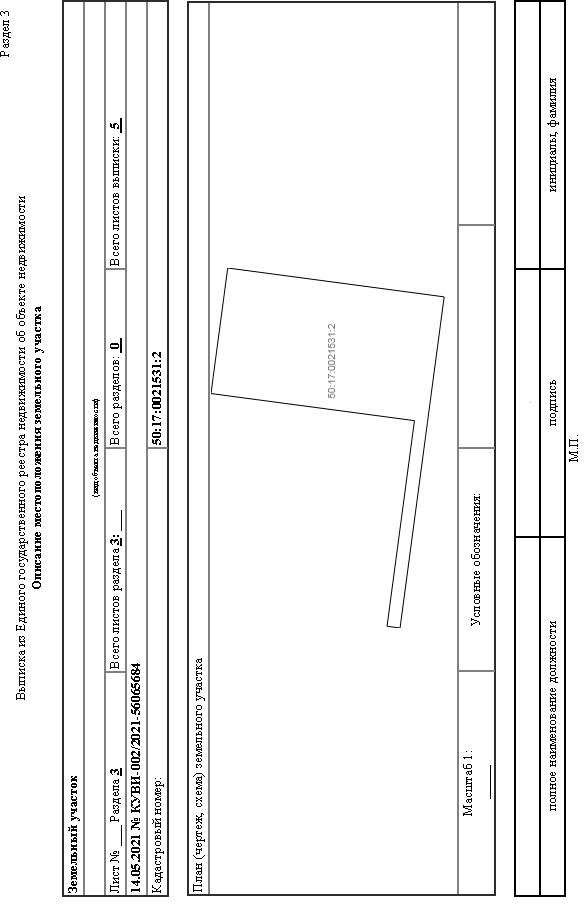 Раздел 3
Выписка из Единого государственного реестра недвижимости об объекте недвижимости
Описание местоположения земельного участка
Земельный участок
(вид объекта недвижимости)
Лист № ___ Раздела 3
Всего листов раздела 3: ___
Всего разделов: 0
Всего листов выписки: 5
14.05.2021 № КУВИ-002/2021-56065684
Кадастровый номер:
50:17:0021531:2
План (чертеж, схема) земельного участка
50:17:0021531:2
Масштаб 1: ___
Условные обозначения:
полное наименование должности
подпись
инициалы, фамилия
М.П.